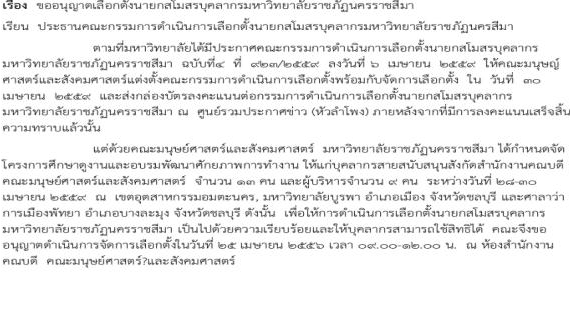 เรื่อง ขออนุญาตเลือกตั้งนายกสโมสรบุคลากรมหาวิทยาลัยราชภัฏนครราชสีมา
เรียน ประธานคณะกรรมการดำเนินการเลือกตั้งนายกสโมสรบุคลากรมหาวิทยาลัยราชภัฏนครสีมา
ตามที่มหาวิทยาลัยได้มีประกาศคณะกรรมการดำเนินการเลือกตั้งนายกสโมสรบุคลากร
มหาวิทยาลัยราชภัฏนครราชสีมา ฉบับที่๔ ที่ ๙๒๓/๒๕๕๙ ลงวันที่ ๖ เมษายน ๒๕๕๙ ให้คณะมนุษญ์
ศาสตร์และสังคมศาสตร์แต่งตั้งคณะกรรมการดำเนินการเลือกตั้งพร้อมกับจัดการเลือกตั้ง ใน วันที่ ๓๐
เมษายน ๒๕๕๙ และส่งกล่องบัตรลงคะแนนต่อกรรมการดำเนินการเลือกตั้งนายกสโมสรบุคลากร
มหาวิทยาลัยราชภัฏนครราชสีมา ณ ศูนย์รวมประกาศข่าว (หัวลำโพง) ภายหลังจากที่มีการลงคะแนนเสร็จสิ้น
ความทราบแล้วนั้น
แต่ด้วยคณะมนุษย์ศาสตร์และสังคมศาสตร์ มหาวิทยาลัยราชภัฏนครราชสีมา ได้กำหนดจัด
โครงการศึกษาดูงานและอบรมพัฒนาศักยภาพการทำงาน ให้แก่บุคลากรสายสนับสนุนสังกัดสำนักงานคณบดี
คณะมนุษย์ศาสตร์และสังคมศาสตร์ จำนวน ๑๓ คน และผู้บริหารจำนวน ๙ คน ระหว่างวันที่ ๒๘-๓๐
เมษายน ๒๕๕๙ ณ เขตอุตสาหกรรมอมตะนคร, มหาวิทยาลัยบูรพา อำเภอเมือง จังหวัดชลบุรี และศาลาว่า
การเมืองพัทยา อำเภอบางละมุง จังหวัดชลบุรี ดังนั้น เพื่อให้การดำเนินการเลือกตั้งนายกสโมสรบุคลากร
มหาวิทยาลัยราชภัฏนครราชสีมา เป็นไปด้วยความเรียบร้อยและให้บุคลากรสามารถใช้สิทธิได้ คณะจึงขอ
อนุญาตดำเนินการจัดการเลือกตั้งในวันที่ ๒๕ เมษายน ๒๕๕๖ เวลา ๐๙.๐๐-๑๒.๐๐ น. ณ ห้องสำนักงาน
คณบดี คณะมนุษย์ศาสตร์?และสังคมศาสตร์